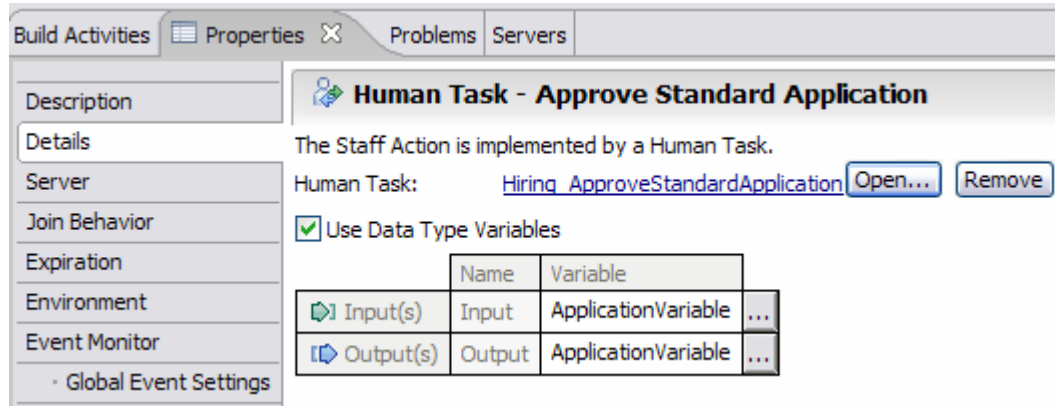 Build Activities Properties Problems Servers
Description
Details
Server
Join Behavior
Expiration
Environment
Event Monitor
Global Event Settings
Human Task - Approve Standard Application
The Staff Action is implemented by a Human Task.
Human Task: Hiring_ApproveStandardApplication Open... Remove
Use Data Type Variables
Name Variable
Input(s) Input ApplicationVariable ...
Output(s) Output ApplicationVariable ...